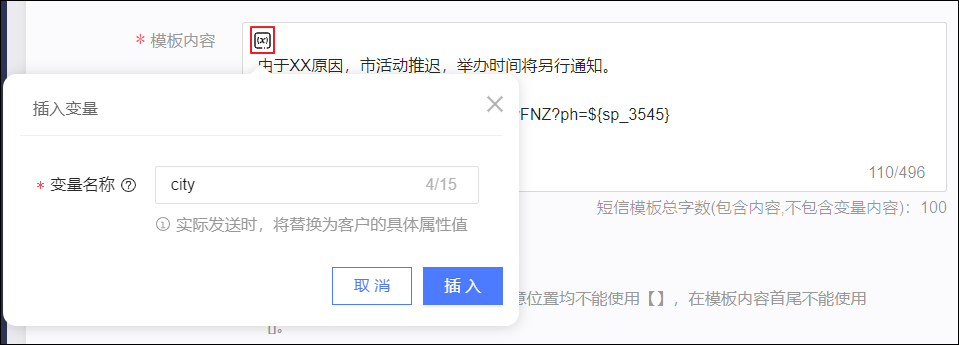 * 模板内容
(x)
由于XX原因，市活动推迟，举办时间将另行通知。
FNZ?ph=${sp_3545}
110/496
短信模板总字数(包含内容,不包含变量内容)：100
插入变量
* 变量名称 ?
city
4/15
实际发送时，将替换为客户的具体属性值
取 消
插 入
意位置均不能使用【】，在模板内容首尾不能使用
[]。